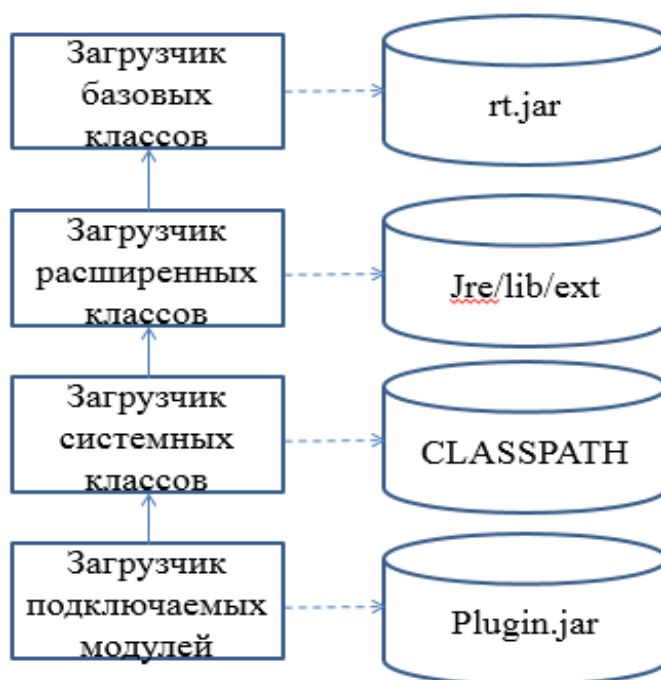 Загрузчик
базовых
классов
rt.jar
Загрузчик
расширенных
классов
Jre/lib/ext
Загрузчик
системных
классов
CLASSPATH
Загрузчик
подключаемых
модулей
Plugin.jar